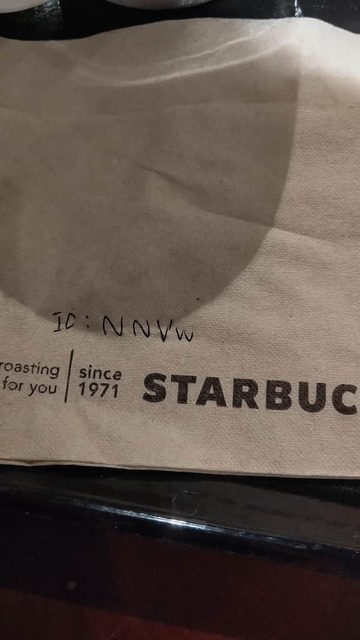 ID: NNVW
roasting
for you
since
1971
STARBUC